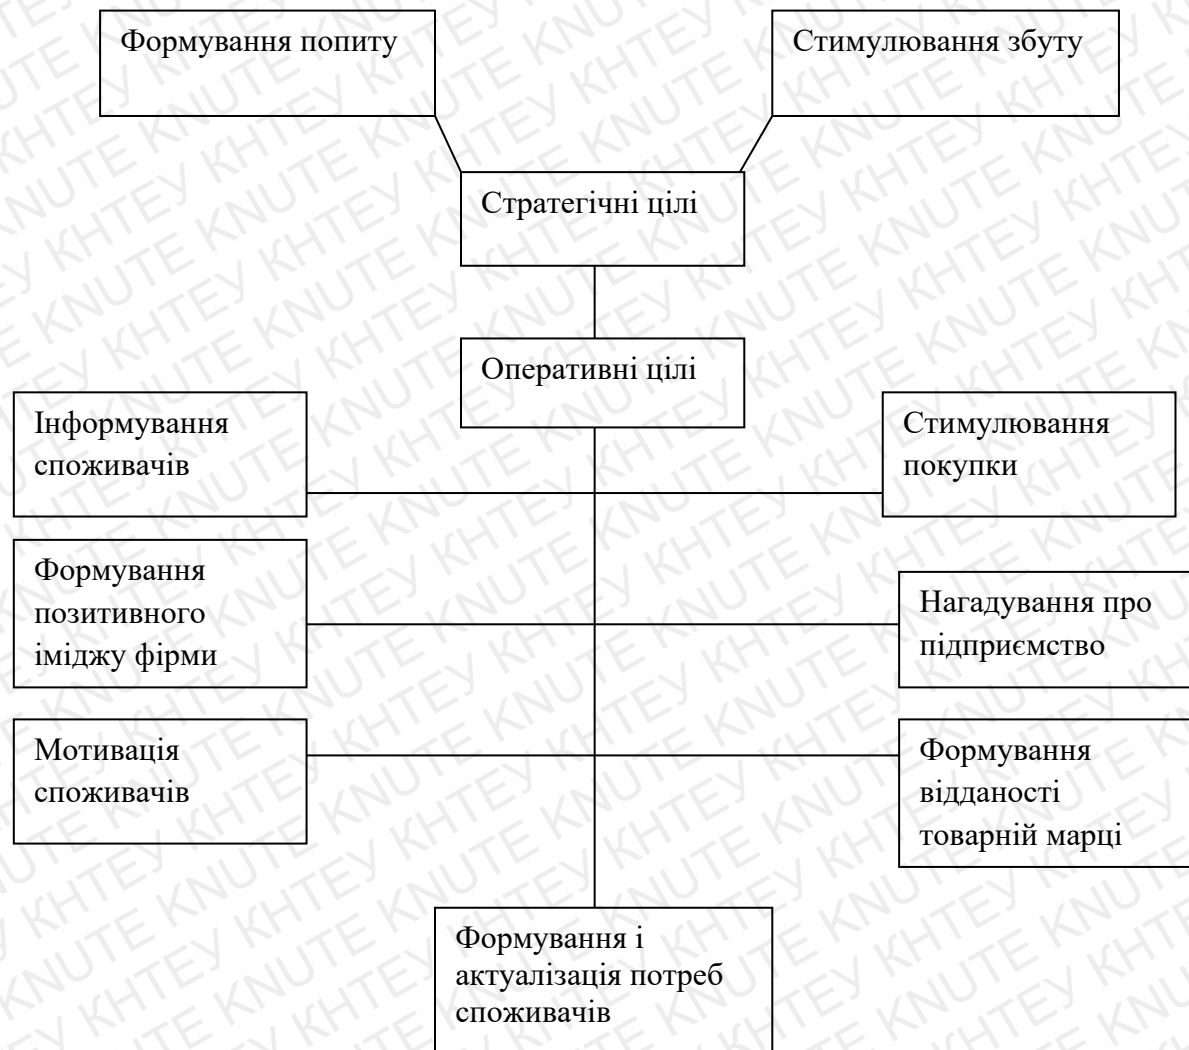 Формування попиту
Стимулювання збуту
Стратегічні цілі
Оперативні цілі
Інформування
споживачів
Стимулювання
покупки
Формування
позитивного
іміджу фірми
Нагадування про
підприємство
Мотивація
споживачів
Формування
відданості
товарній марці
Формування і
актуалізація потреб
споживачів